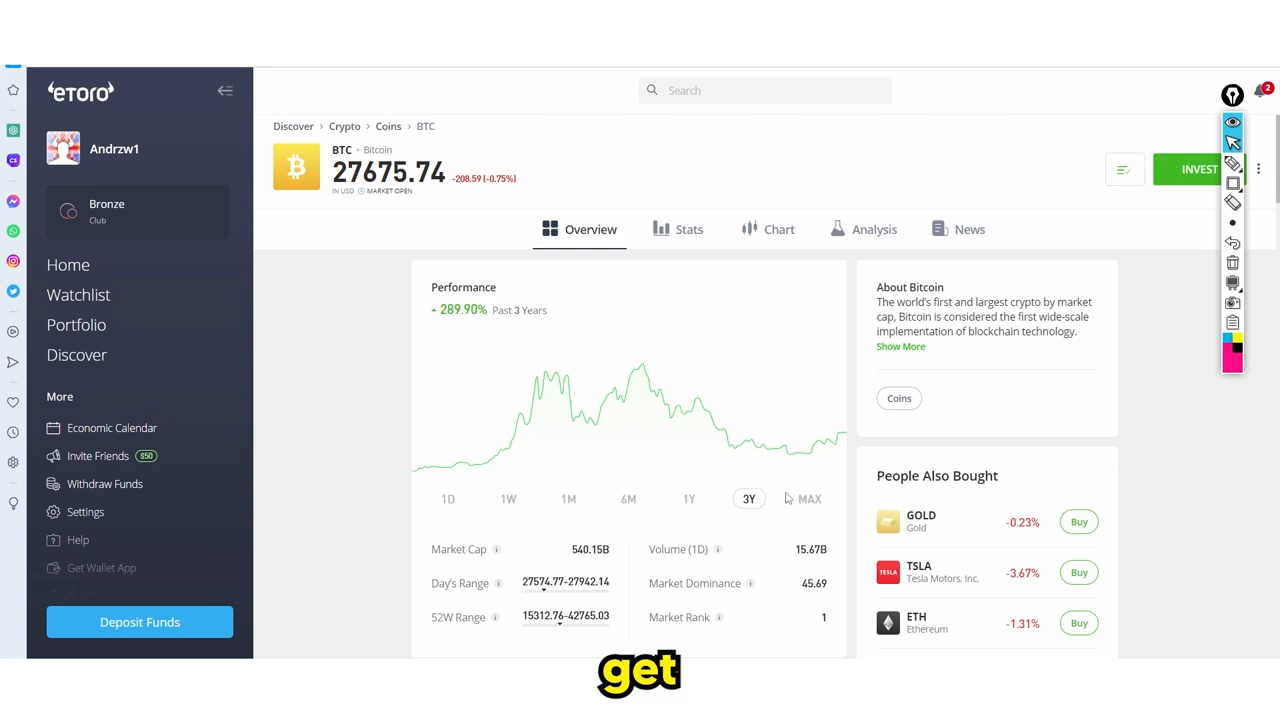 eToro
Search
2
Andrzw1
Bronze
Club
Home
Watchlist
Portfolio
Discover
More
Economic Calendar
Invite Friends $50
Withdraw Funds
Settings
Help
Get Wallet App
Deposit Funds
Discover › Crypto › Coins › BTC
BTC · Bitcoin
27675.74 -208.59 (-0.75%)
IN USD MARKET OPEN
INVEST
Overview Stats Chart Analysis News
Performance
289.90% Past 3 Years
1D 1W 1M 6M 1Y 3Y MAX
Market Cap 540.15B Volume (1D) 15.67B
Day's Range 27574.77-27942.14 Market Dominance 45.69
52W Range 15312.76-42765.03 Market Rank 1
About Bitcoin
The world's first and largest crypto by market
cap, Bitcoin is considered the first wide-scale
implementation of blockchain technology.
Show More
Coins
People Also Bought
GOLD
Gold
-0.23% Buy
TESLA
TSLA
Tesla Motors, Inc.
-3.67% Buy
ETH
Ethereum
-1.31% Buy
get